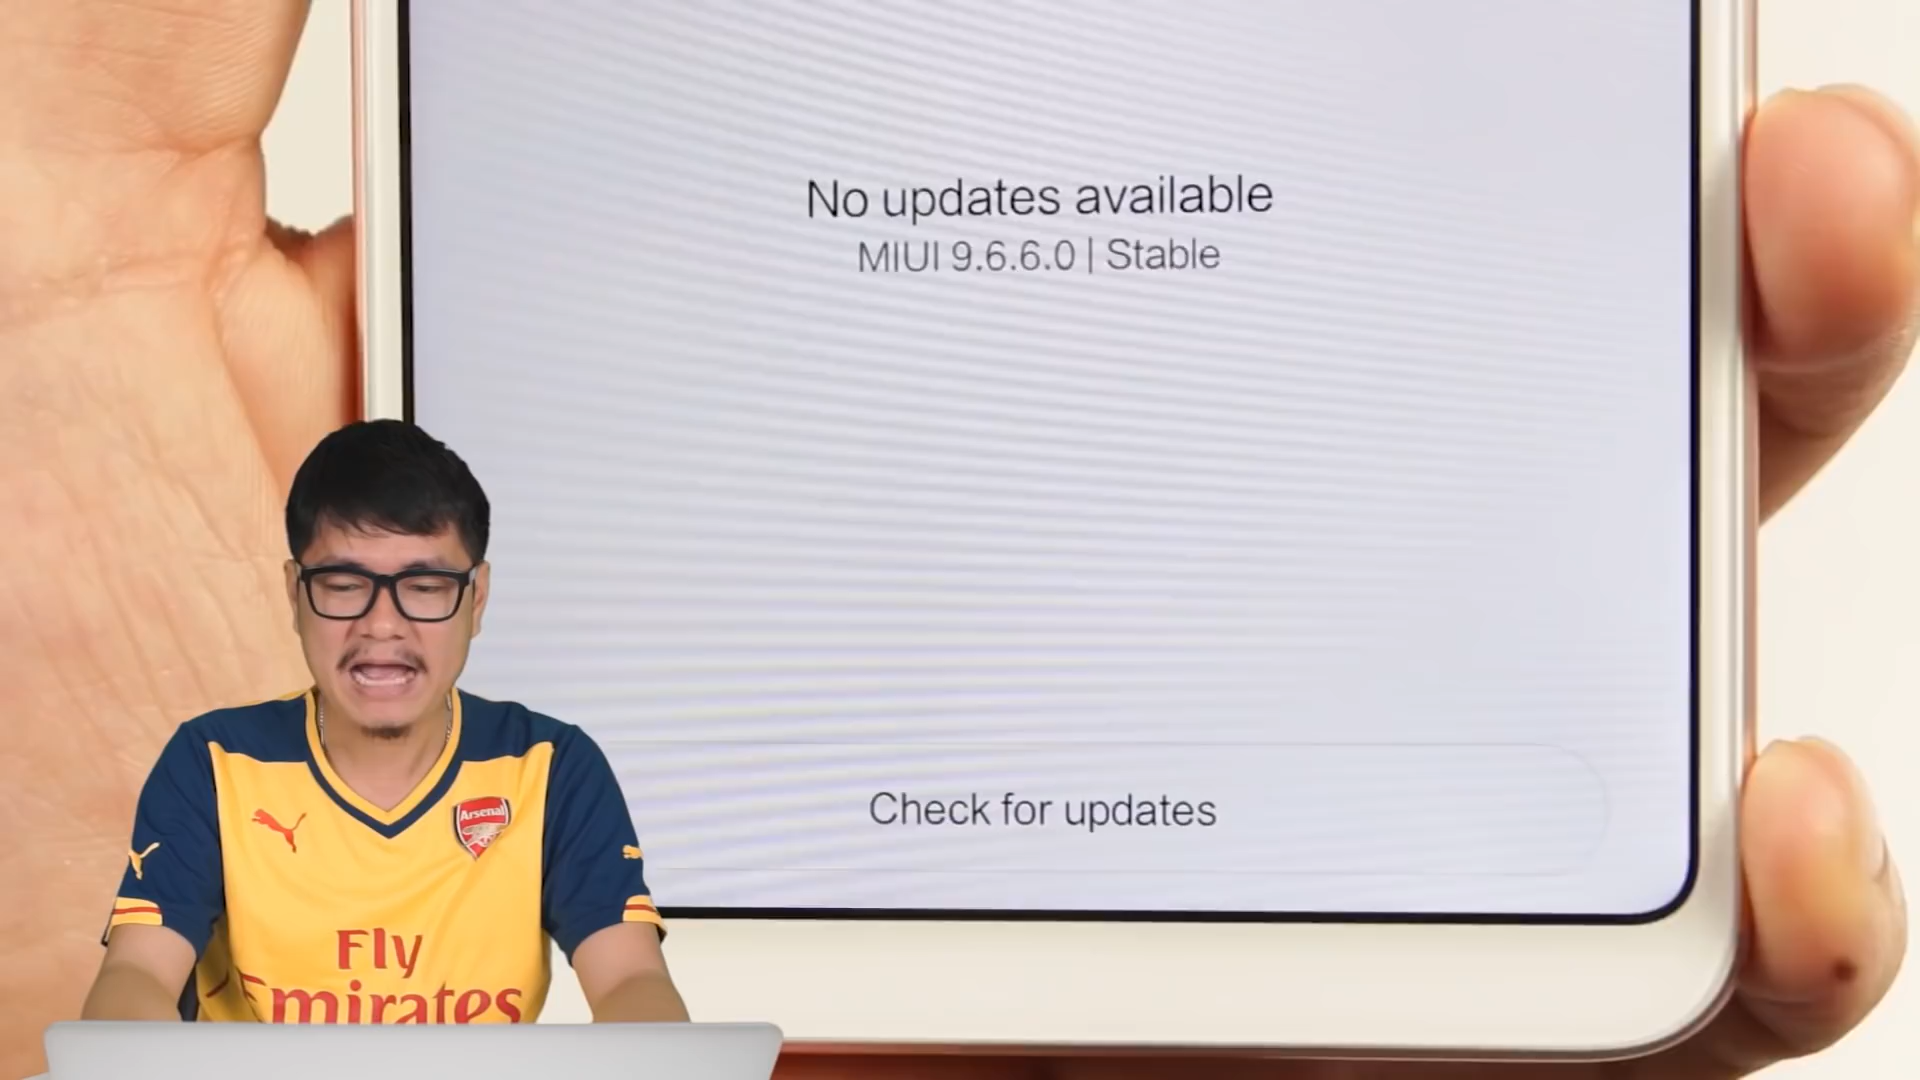 No updates available
MIUI 9.6.6.0 | Stable
Check for updates
Arsenal
Fly
Emirates